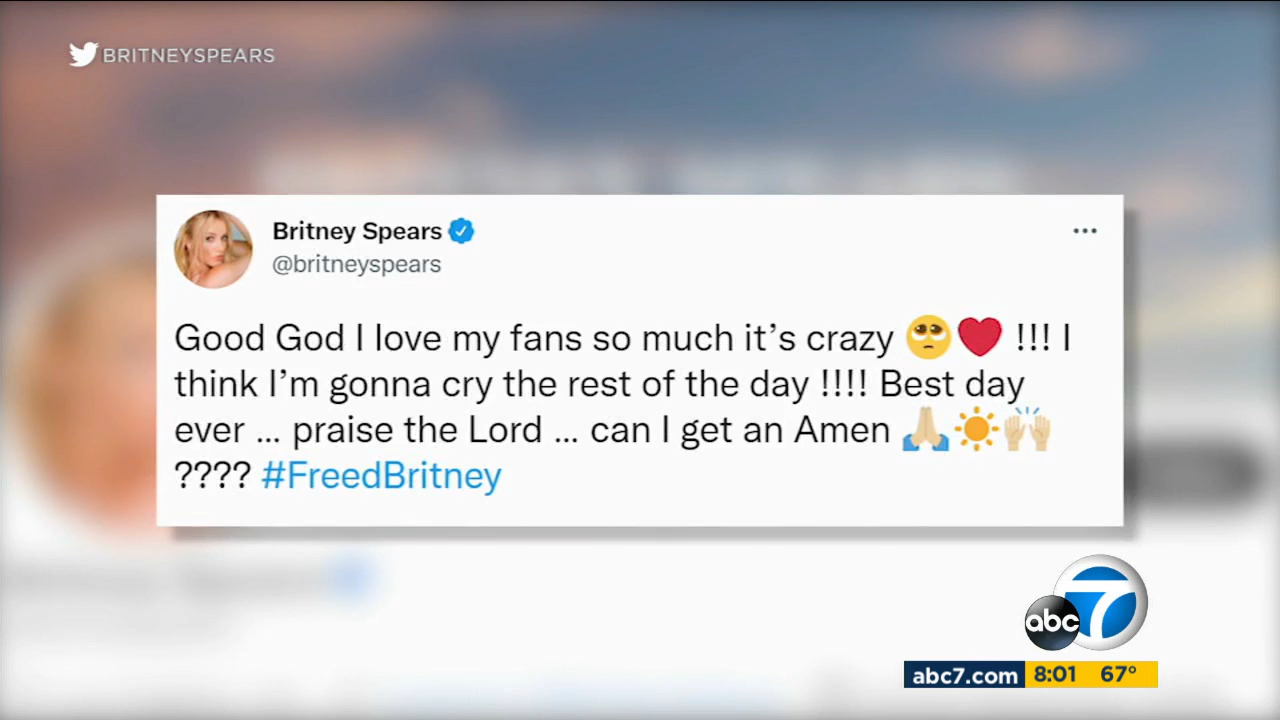 BRITNEYSPEARS
Britney Spears
@britneyspears
Good God I love my fans so much it’s crazy 🥺❤️ !!! I
think I’m gonna cry the rest of the day !!!! Best day
ever ... praise the Lord ... can I get an Amen 🙏🏼☀️🙌🏼
???? #FreedBritney
abc 7
abc7.com 8:01 67°